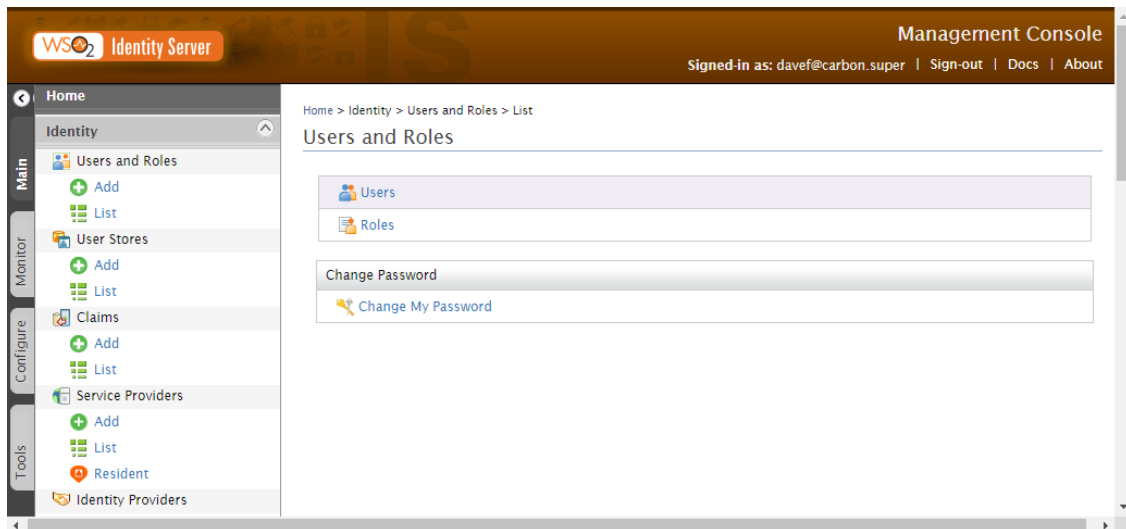 WSO2 Identity Server
Management Console
Signed-in as: davef@carbon.super | Sign-out | Docs | About
Main
Monitor
Configure
Tools
Home
Identity
Users and Roles
Add
List
User Stores
Add
List
Claims
Add
List
Service Providers
Add
List
Resident
Identity Providers
Home > Identity > Users and Roles > List
Users and Roles
Users
Roles
Change Password
Change My Password